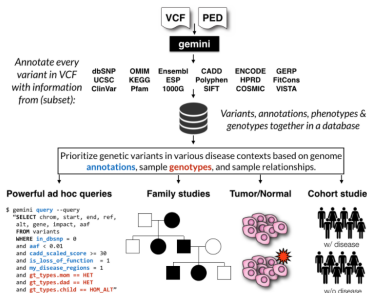 VCF
PED
gemini
Annotate every
variant in VCF
with information
from (subset):
dbSNP OMIM Ensembl CADD ENCODE GERP
UCSC KEGG ESP Polyphen HPRD FitCons
ClinVar Pfam 1000G SIFT COSMIC VISTA
Variants, annotations, phenotypes &
genotypes together in a database
Prioritize genetic variants in various disease contexts based on genome
annotations, sample genotypes, and sample relationships.
Powerful ad hoc queries
Family studies
Tumor/Normal
Cohort studie
$ gemini query --query
"SELECT chrom, start, end, ref,
alt, gene, impact, aaf
FROM variants
WHERE in_dbsnp = 0
and aaf < 0.01
and cadd_scaled_score >= 30
and is_loss_of_function = 1
and my_disease_regions = 1
and gt_types.mom == HET
and gt_types.dad == HET
and gt_types.child == HOM_ALT"
w/ disease
w/o disease